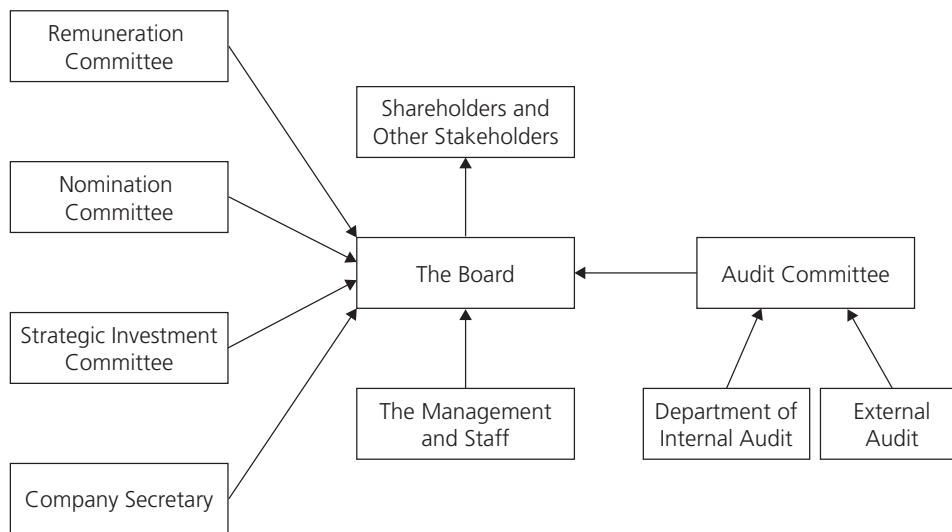 Remuneration
Committee
Shareholders and
Other Stakeholders
Nomination
Committee
The Board
Audit Committee
Strategic Investment
Committee
The Management
and Staff
Department of
Internal Audit
External
Audit
Company Secretary